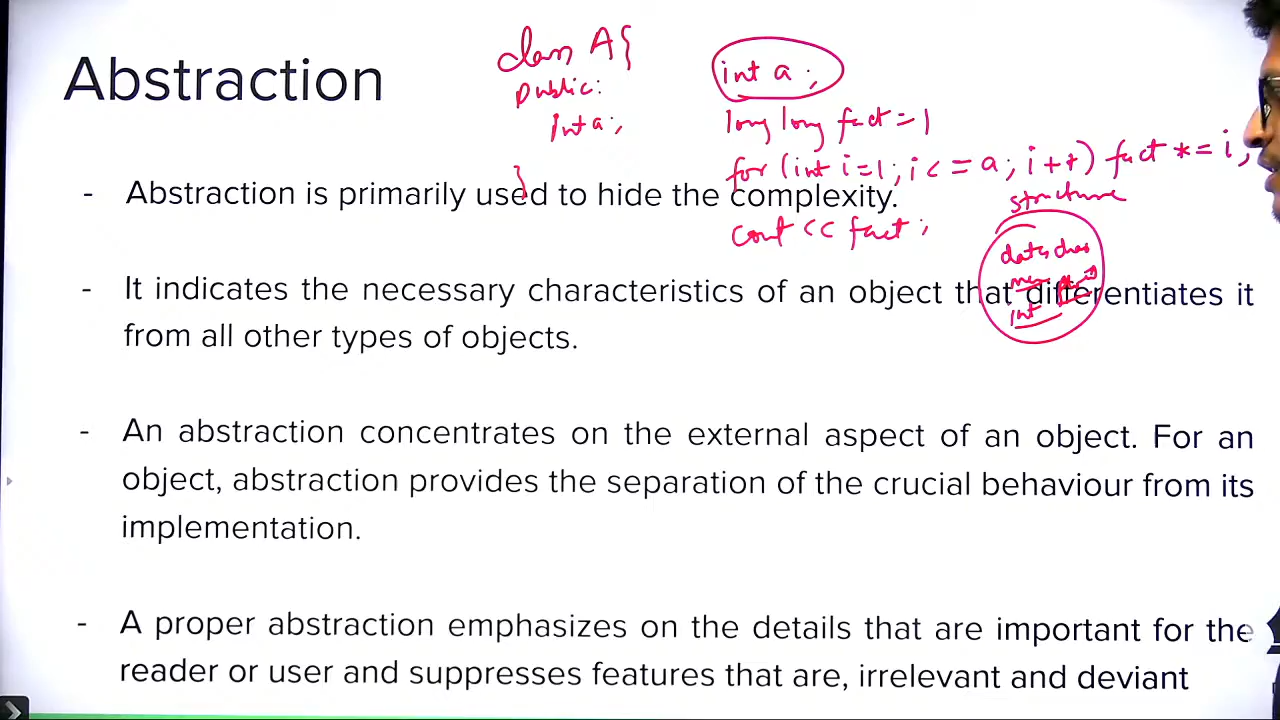 Abstraction
class A{
public:
int a;
}
int a;
long long fact = 1
for (int i=1; i<=a; i++) fact *= i;
cout << fact;
structure
int
- Abstraction is primarily used to hide the complexity.
- It indicates the necessary characteristics of an object that differentiates it
from all other types of objects.
- An abstraction concentrates on the external aspect of an object. For an
object, abstraction provides the separation of the crucial behaviour from its
implementation.
- A proper abstraction emphasizes on the details that are important for the
reader or user and suppresses features that are, irrelevant and deviant